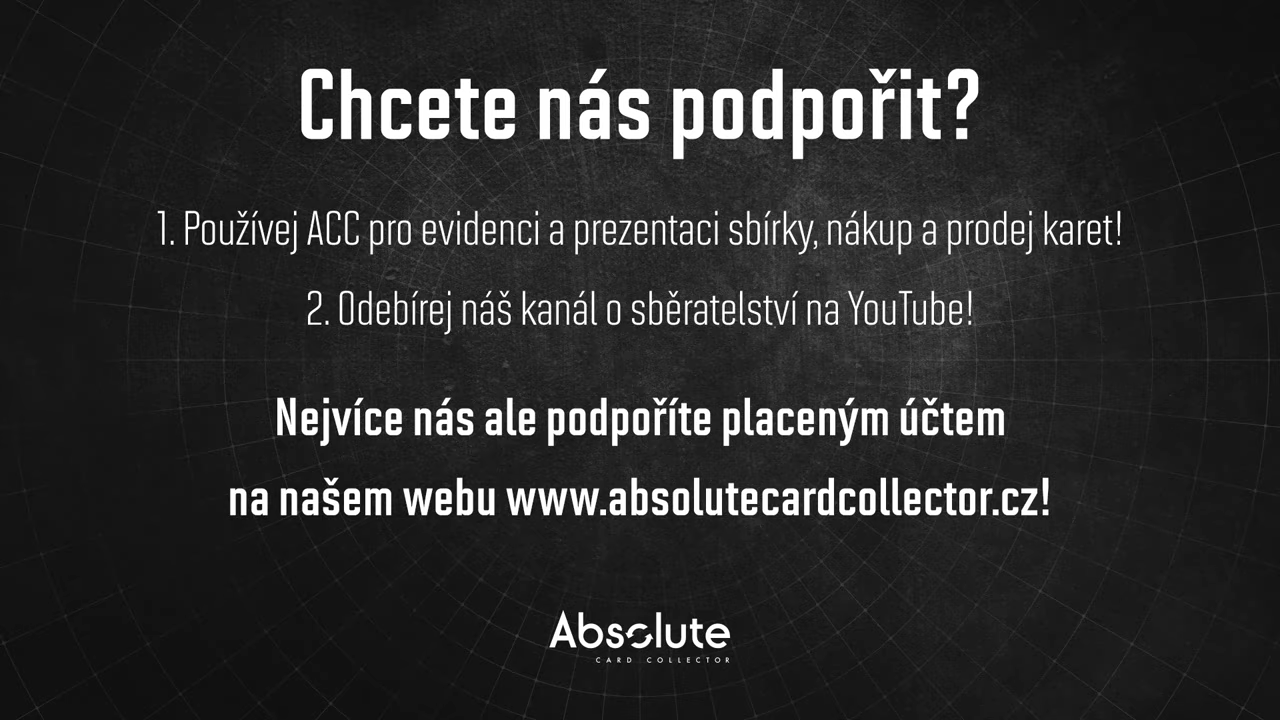 Chcete nás podpořit?
1. Používej ACC pro evidenci a prezentaci sbírky, nákup a prodej karet!
2. Odebírej náš kanál o sběratelství na YouTube!
Nejvíce nás ale podpoříte placeným účtem
na našem webu www.absolutecardcollector.cz!
Absolute
CARD COLLECTOR